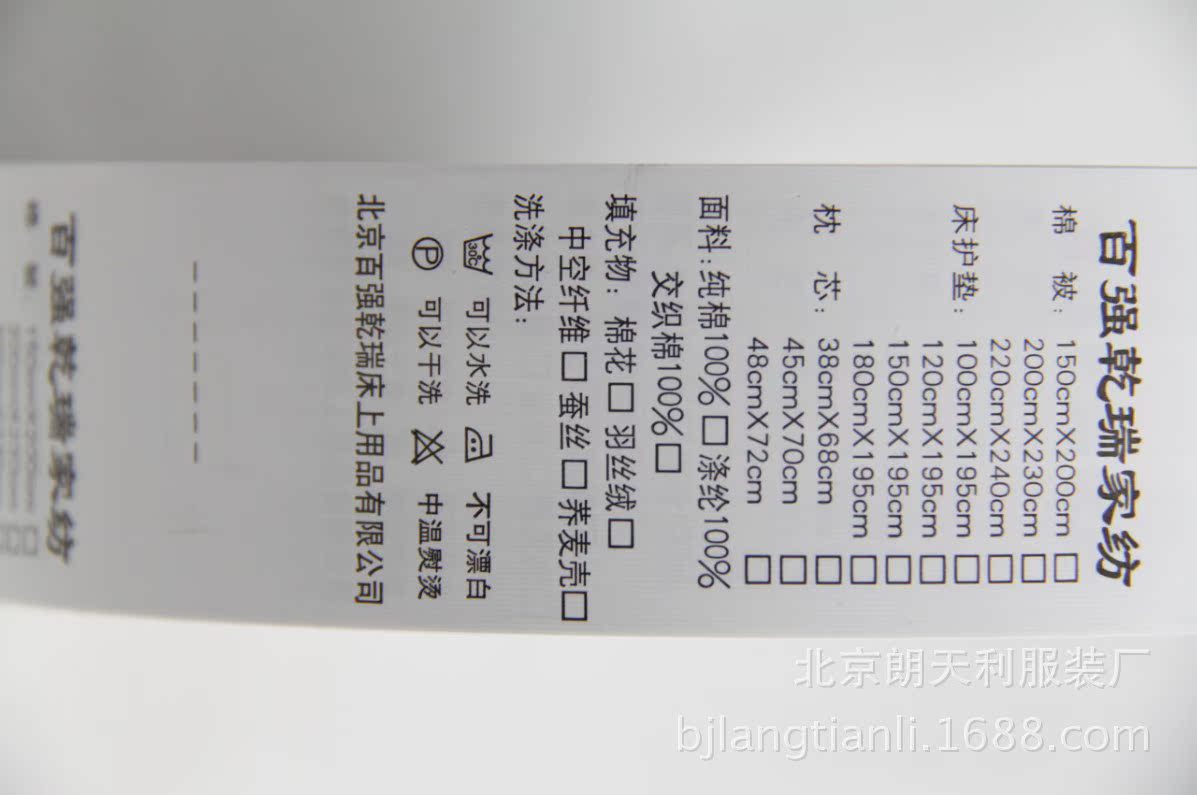 百强乾瑞家纺
棉 被: 150cmX200cm□
200cmX230cm□
220cmX240cm□
床护垫: 100cmX195cm□
120cmX195cm□
150cmX195cm□
180cmX195cm□
枕 芯: 38cmX68cm□
45cmX70cm□
48cmX72cm□
面料:纯棉100%□ 涤纶100%
交织棉100%□
填充物: 棉花□ 羽丝绒□
中空纤维□ 蚕丝□ 荞麦壳□
洗涤方法:
30℃ 可以水洗 不可漂白
P 可以干洗 中温熨烫
北京百强乾瑞床上用品有限公司
百强乾瑞家纺
北京朗天利服装厂
bjlangtianli.1688.com